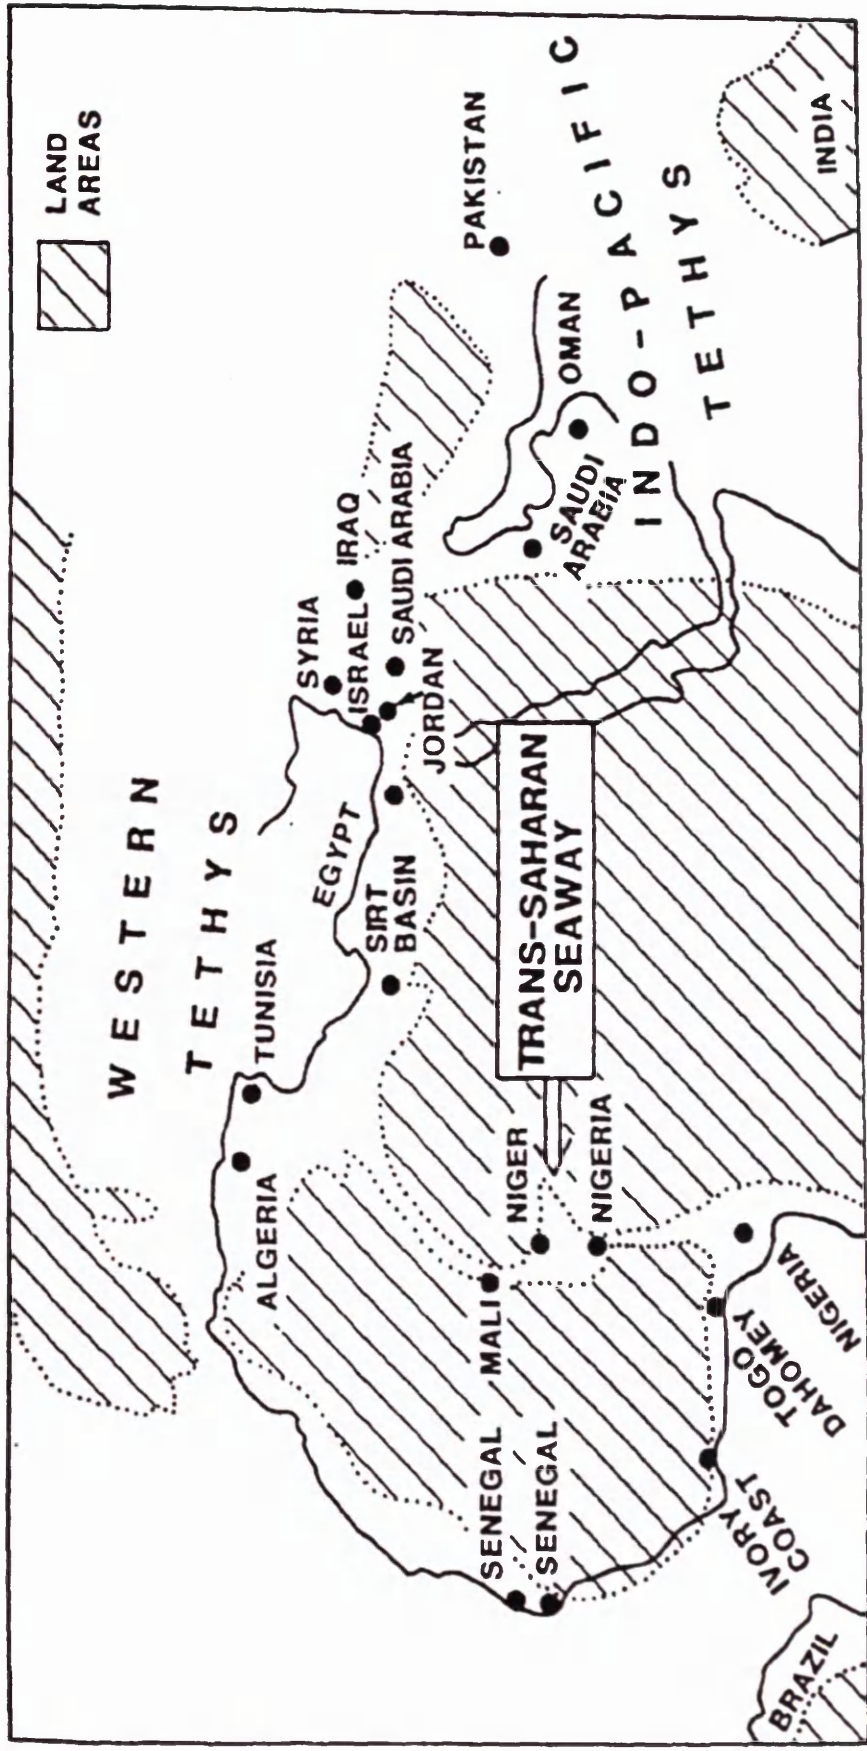 LAND
AREAS
WESTERN
TETHYS
SYRIA
ISRAEL
IRAQ
SAUDI ARABIA
JORDAN
PAKISTAN
OMAN
SAUDI
ARABIA
INDO-PACIFIC
TETHYS
INDIA
EGYPT
SIRT
BASIN
TUNISIA
ALGERIA
TRANS-SAHARAN
SEAWAY
NIGER
NIGERIA
MALI
SENEGAL
SENEGAL
IVORY
COAST
TOGO
DAHOMEY
NIGERIA
BRAZIL